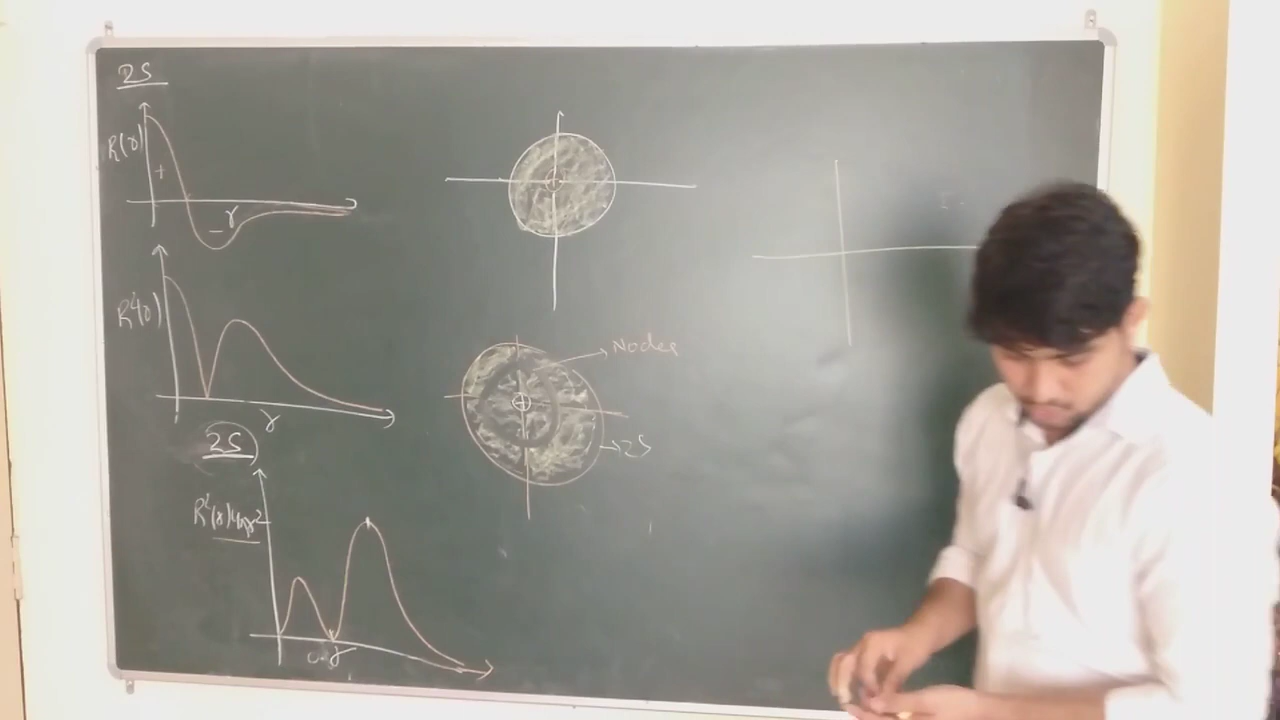 2S
R(r)
+
- r
R²(r)
r
2S
R²(r)4πr²
r
Nodes
2S